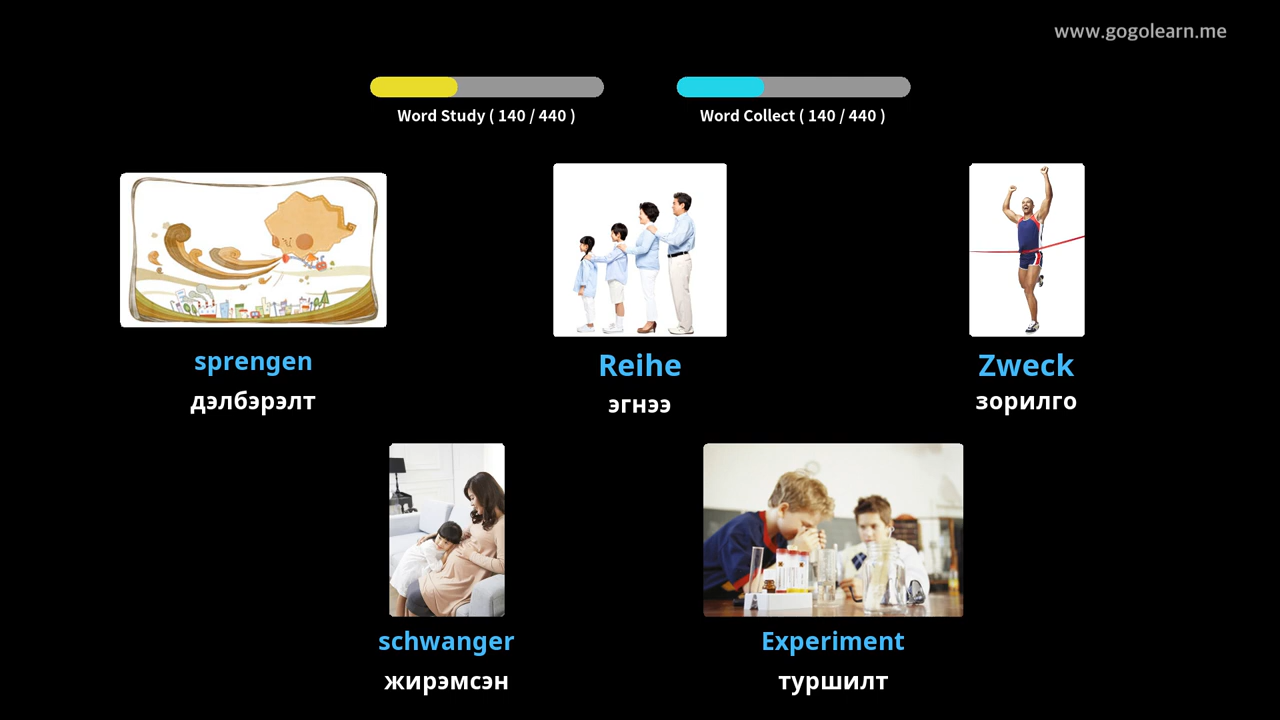 www.gogolearn.me
Word Study ( 140 / 440 )
Word Collect ( 140 / 440 )
sprengen
дэлбэрэлт
Reihe
эгнээ
Zweck
зорилго
schwanger
жирэмсэн
Experiment
туршилт